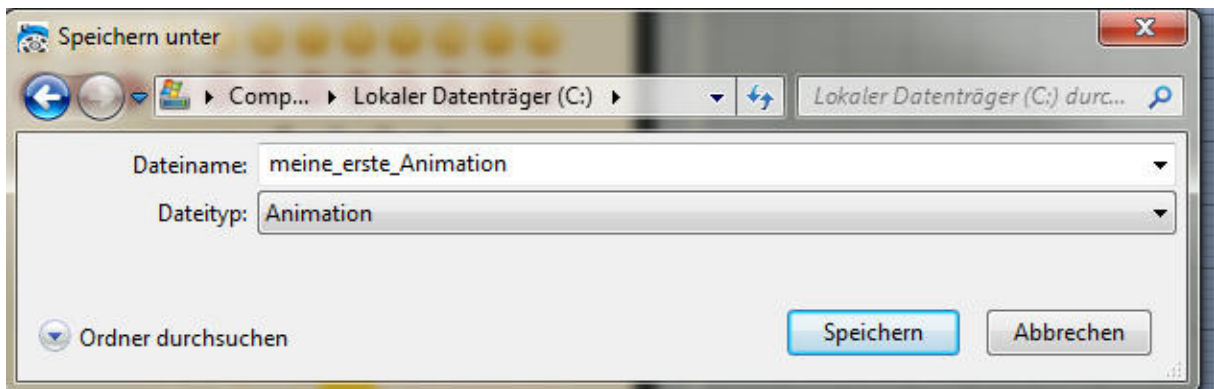 Speichern unter
Comp... Lokaler Datenträger (C:) Lokaler Datenträger (C:) durc...
Dateiname: meine_erste_Animation
Dateityp: Animation
Ordner durchsuchen Speichern Abbrechen